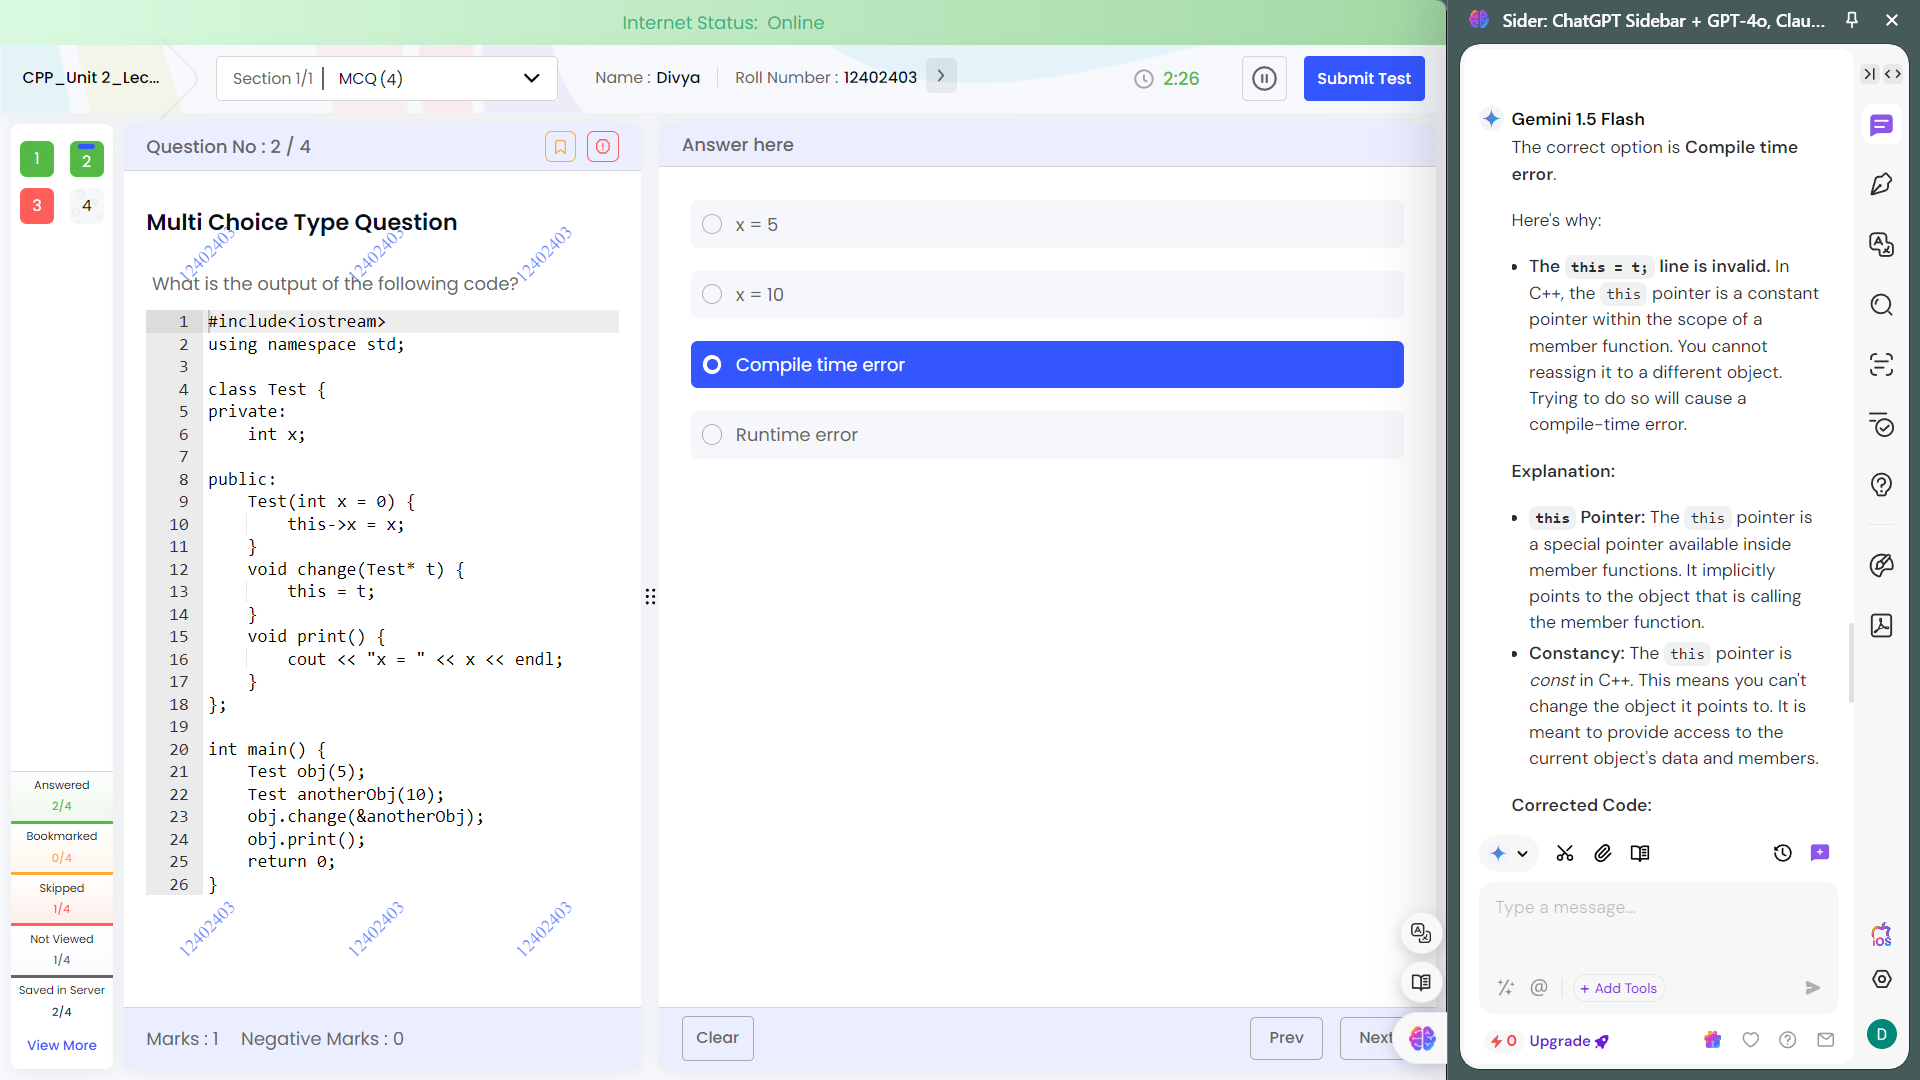 Internet Status: Online
CPP_Unit 2_Lec...
Section 1/1 | MCQ (4)
Name : Divya
Roll Number : 12402403
2:26
Submit Test
1
2
3
4
Question No : 2 / 4
Multi Choice Type Question
12402403
12402403
12402403
What is the output of the following code?
1 #include<iostream>
2 using namespace std;
3
4 class Test {
5 private:
6     int x;
7
8 public:
9     Test(int x = 0) {
10         this->x = x;
11     }
12     void change(Test* t) {
13         this = t;
14     }
15     void print() {
16         cout << "x = " << x << endl;
17     }
18 };
19
20 int main() {
21     Test obj(5);
22     Test anotherObj(10);
23     obj.change(&anotherObj);
24     obj.print();
25     return 0;
26 }
12402403
12402403
12402403
Answered
2/4
Bookmarked
0/4
Skipped
1/4
Not Viewed
1/4
Saved in Server
2/4
View More
Marks : 1
Negative Marks : 0
Answer here
x = 5
x = 10
Compile time error
Runtime error
Clear
Prev
Next
Sider: ChatGPT Sidebar + GPT-4o, Clau...
Gemini 1.5 Flash
The correct option is Compile time
error.
Here's why:
• The this = t; line is invalid. In
C++, the this pointer is a constant
pointer within the scope of a
member function. You cannot
reassign it to a different object.
Trying to do so will cause a
compile-time error.
Explanation:
• this Pointer: The this pointer is
a special pointer available inside
member functions. It implicitly
points to the object that is calling
the member function.
• Constancy: The this pointer is
const in C++. This means you can't
change the object it points to. It is
meant to provide access to the
current object's data and members.
Corrected Code:
Type a message...
@
+ Add Tools
0
Upgrade
iOS
D